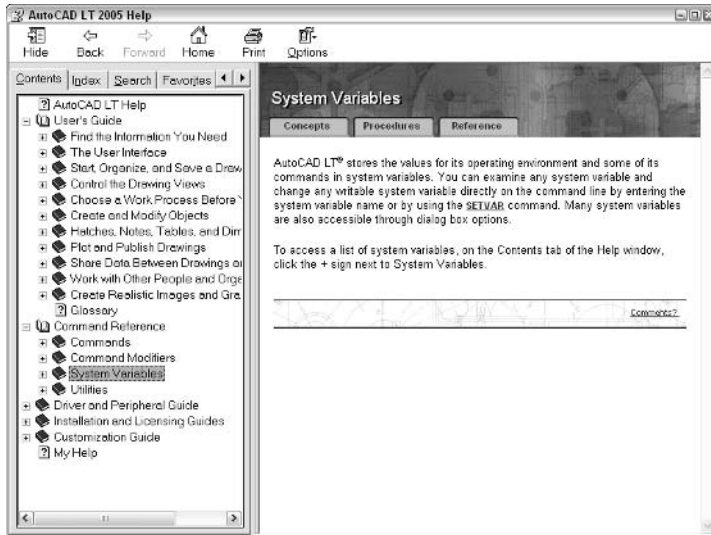 AutoCAD LT 2005 Help
Hide Back Forward Home Print Options
Contents Index Search Favorites
AutoCAD LT Help
User's Guide
Find the Information You Need
The User Interface
Start, Organize, and Save a Draw
Control the Drawing Views
Choose a Work Process Before
Create and Modify Objects
Hatches, Notes, Tables, and Dim
Plot and Publish Drawings
Share Data Between Drawings
Work with Other People and Orga
Create Realistic Images and Gra
Glossary
Command Reference
Commands
Command Modifiers
System Variables
Utilities
Driver and Peripheral Guide
Installation and Licensing Guides
Customization Guide
My Help
System Variables
Concepts Procedures Reference
AutoCAD LT® stores the values for its operating environment and some of its
commands in system variables. You can examine any system variable and
change any writable system variable directly on the command line by entering the
system variable name or by using the SETVAR command. Many system variables
are also accessible through dialog box options.
To access a list of system variables, on the Contents tab of the Help window,
click the + sign next to System Variables.
Comments?